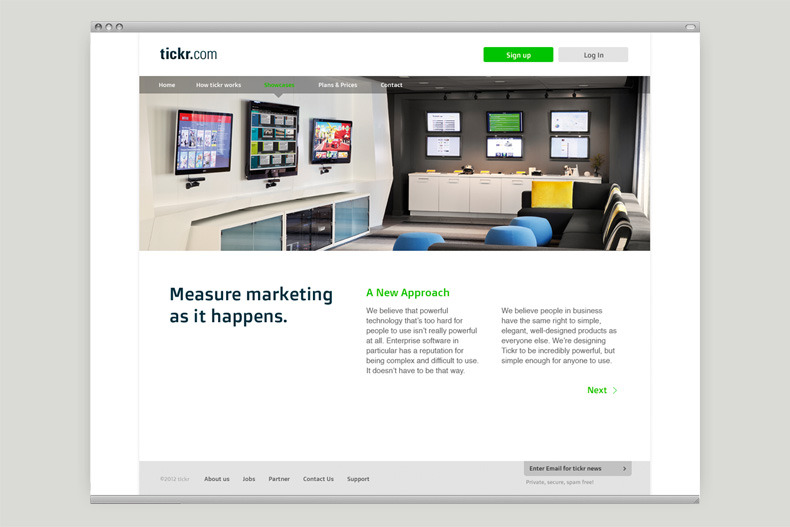 tickr.com
Sign up
Log In
Home
How tickr works
Plans & Prices
Contact
Measure marketing
as it happens.
A New Approach
We believe that powerful
technology that's too hard for
people to use isn't really powerful
at all. Enterprise software in
particular has a reputation for
being complex and difficult to use.
It doesn't have to be that way.
We believe people in business
have the same right to simple,
elegant, well-designed products as
everyone else. We're designing
Tickr to be incredibly powerful, but
simple enough for anyone to use.
Next
©2012 tickr
About us
Jobs
Partner
Contact Us
Support
Enter Email for tickr news
Private, secure, spam free!